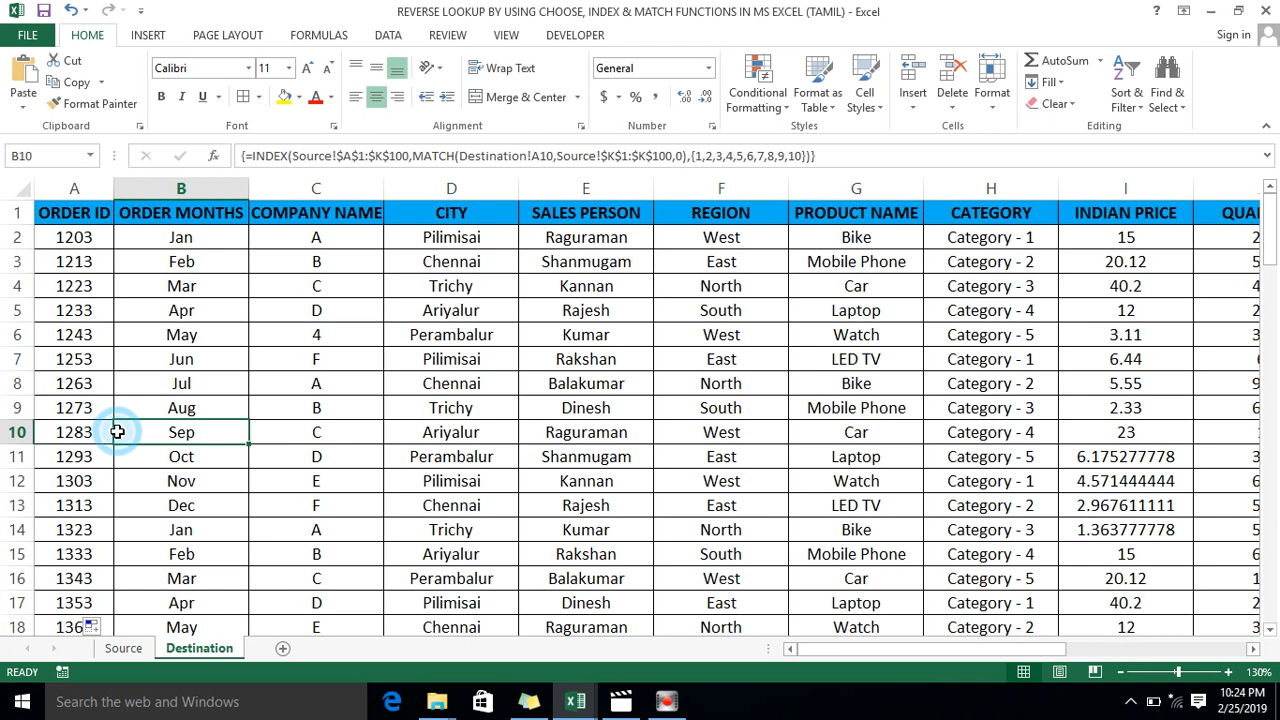 REVERSE LOOKUP BY USING CHOOSE, INDEX & MATCH FUNCTIONS IN MS EXCEL (TAMIL) - Excel
FILE HOME INSERT PAGE LAYOUT FORMULAS DATA REVIEW VIEW DEVELOPER Sign in
Cut Calibri 11 Wrap Text General AutoSum
Copy Fill
Paste Format Painter Merge & Center Conditional Formatting Format as Table Cell Styles Insert Delete Format Clear Sort & Filter Find & Select
Clipboard Font Alignment Number Styles Cells Editing
B10 {=INDEX(Source!$A$1:$K$100,MATCH(Destination!A10,Source!$K$1:$K$100,0),{1,2,3,4,5,6,7,8,9,10})}
A B C D E F G H I
1 ORDER ID ORDER MONTHS COMPANY NAME CITY SALES PERSON REGION PRODUCT NAME CATEGORY INDIAN PRICE QUA
2 1203 Jan A Pilimisai Raguraman West Bike Category - 1 15 2
3 1213 Feb B Chennai Shanmugam East Mobile Phone Category - 2 20.12 5
4 1223 Mar C Trichy Kannan North Car Category - 3 40.2 4
5 1233 Apr D Ariyalur Rajesh South Laptop Category - 4 12 2
6 1243 May 4 Perambalur Kumar West Watch Category - 5 3.11 3
7 1253 Jun F Pilimisai Rakshan East LED TV Category - 1 6.44
8 1263 Jul A Chennai Balakumar North Bike Category - 2 5.55 9
9 1273 Aug B Trichy Dinesh South Mobile Phone Category - 3 2.33 6
10 1283 Sep C Ariyalur Raguraman West Car Category - 4 23
11 1293 Oct D Perambalur Shanmugam East Laptop Category - 5 6.175277778 3
12 1303 Nov E Pilimisai Kannan West Watch Category - 1 4.571444444 6
13 1313 Dec F Chennai Rajesh East LED TV Category - 2 2.967611111 5
14 1323 Jan A Trichy Kumar North Bike Category - 3 1.363777778 5
15 1333 Feb B Ariyalur Rakshan South Mobile Phone Category - 4 15 6
16 1343 Mar C Perambalur Balakumar West Car Category - 5 20.12 1
17 1353 Apr D Pilimisai Dinesh East Laptop Category - 1 40.2 2
18 136 May E Chennai Raguraman North Watch Category - 2 12 3
Source Destination
READY 130%
Search the web and Windows 10:24 PM
2/25/2019